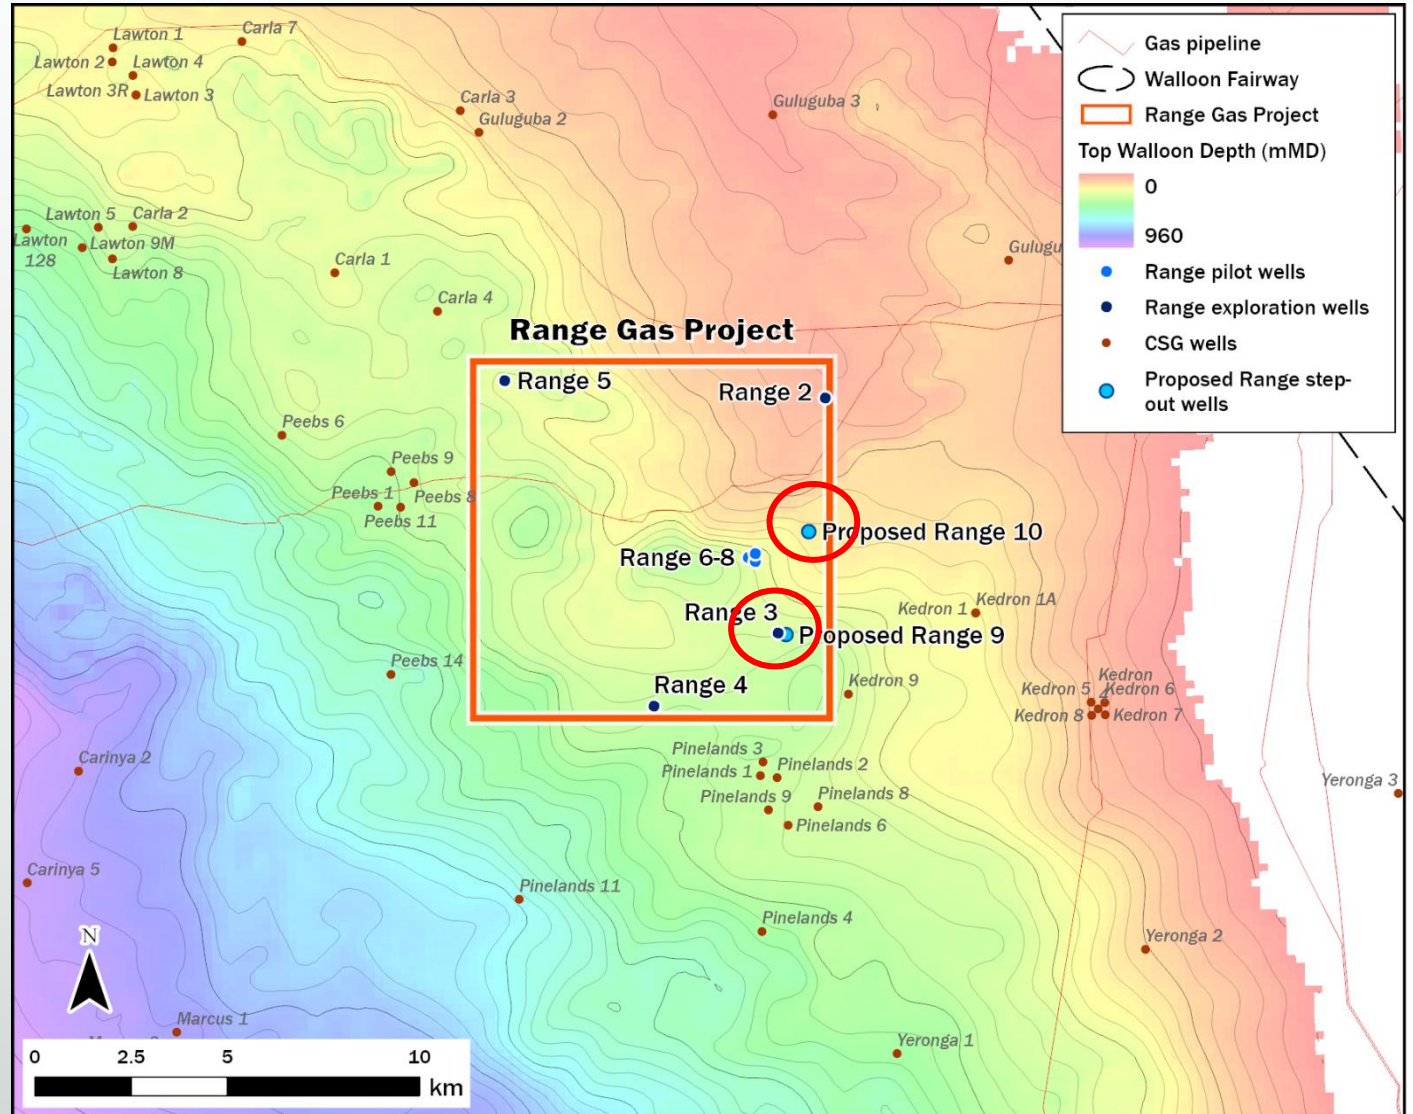 Lawton 1
Carla 7
Lawton 2
Lawton 4
Lawton 3R
Lawton 3
Carla 3
Guluguba 2
Guluguba 3
Gas pipeline
Walloon Fairway
Range Gas Project
Top Walloon Depth (mMD)
0
960
Range pilot wells
Range exploration wells
CSG wells
Proposed Range step-
out wells
Lawton 5
Carla 2
Lawton
128
Lawton 9M
Lawton 8
Carla 1
Gulugu
Carla 4
Range Gas Project
Range 5
Range 2
Peebs 6
Peebs 9
Peebs 1
Peebs 8
Peebs 11
Proposed Range 10
Range 6-8
Range 3
Proposed Range 9
Kedron 1
Kedron 1A
Peebs 14
Range 4
Kedron 9
Kedron
4
Kedron 5
Kedron 6
Kedron 8
Kedron 7
Carinya 2
Pinelands 3
Pinelands 1
Pinelands 2
Pinelands 9
Pinelands 8
Pinelands 6
Yeronga 3
Carinya 5
Pinelands 11
Pinelands 4
Yeronga 2
N
Marcus 1
Yeronga 1
0
2.5
5
10
km